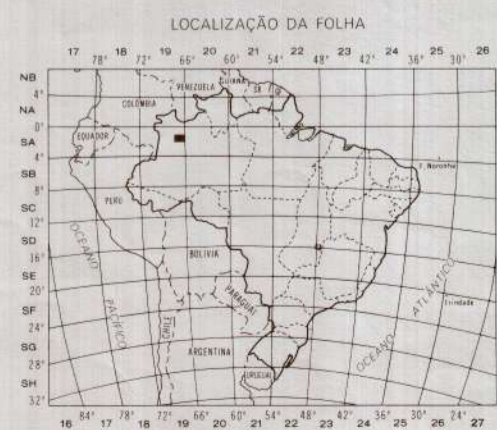 LOCALIZAÇÃO DA FOLHA
17 18 19 20 21 22 23 24 25 26
72° 66° 60° 54° 48° 42° 36° 30° 24°
NB
4°
NA
0°
SA
4°
SB
8°
SC
12°
SD
16°
SE
20°
SF
24°
SG
28°
SH
32°
VENEZUELA
GUIANA
SR.
G.
COLOMBIA
EQUADOR
F. Noronha
PERU
BOLIVIA
PARAGUAI
CHILE
ARGENTINA
URUGUAI
OCEANO
PACÍFICO
OCEANO
ATLÂNTICO
Trindade
84° 78° 72° 66° 60° 54° 48° 42° 36° 30°
16 17 18 19 20 21 22 23 24 25 26 27